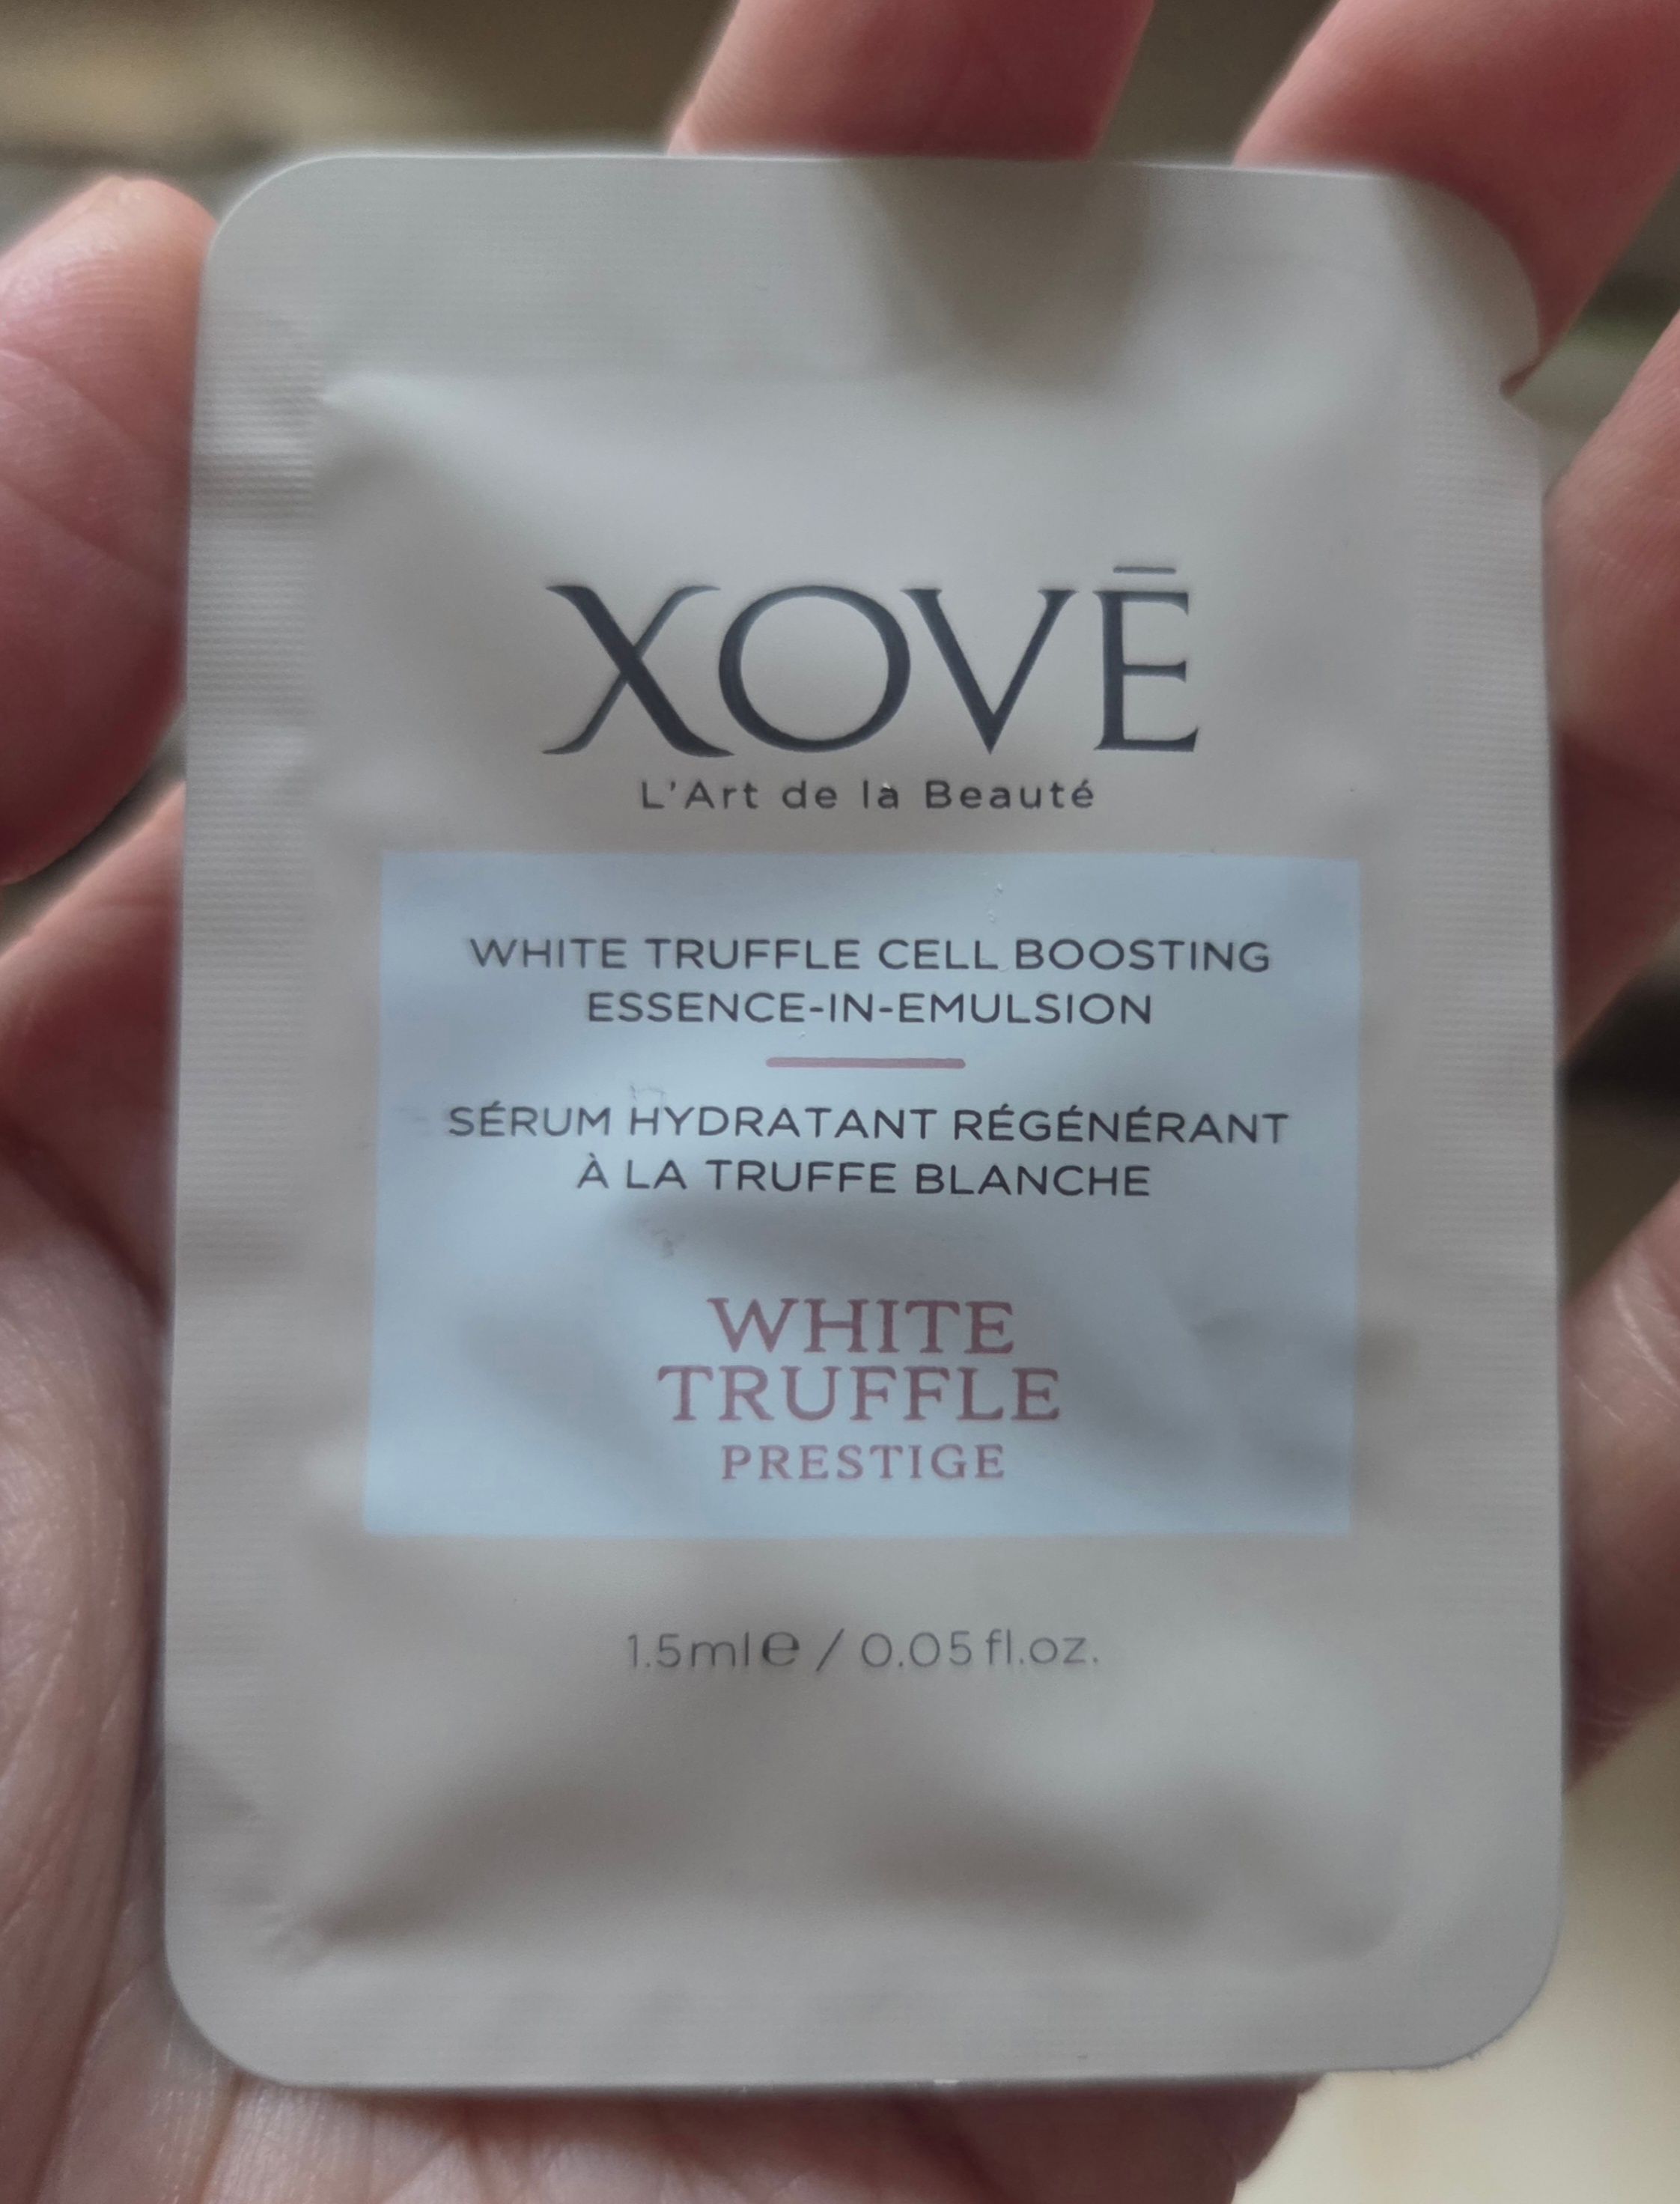 XOVĒ
L'Art de la Beauté
WHITE TRUFFLE CELL BOOSTING
ESSENCE-IN-EMULSION
SÉRUM HYDRATANT RÉGÉNÉRANT
À LA TRUFFE BLANCHE
WHITE
TRUFFLE
PRESTIGE
1.5ml℮ / 0.05 fl.oz.